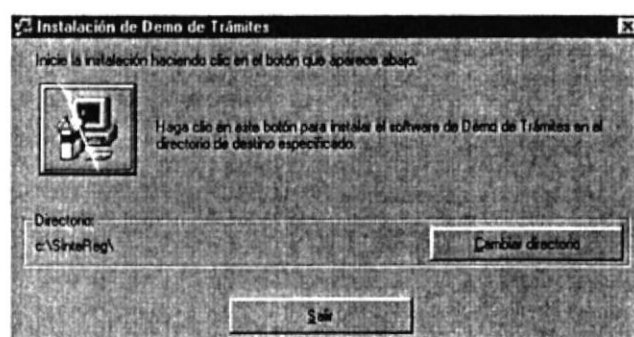 Instalación de Demo de Trámites
Inicie la instalación haciendo clic en el botón que aparece abajo.
Haga clic en este botón para instalar el software de Demo de Trámites en el
directorio de destino especificado.
Directorio:
c:\SinteReg\
Cambiar directorio
Salir